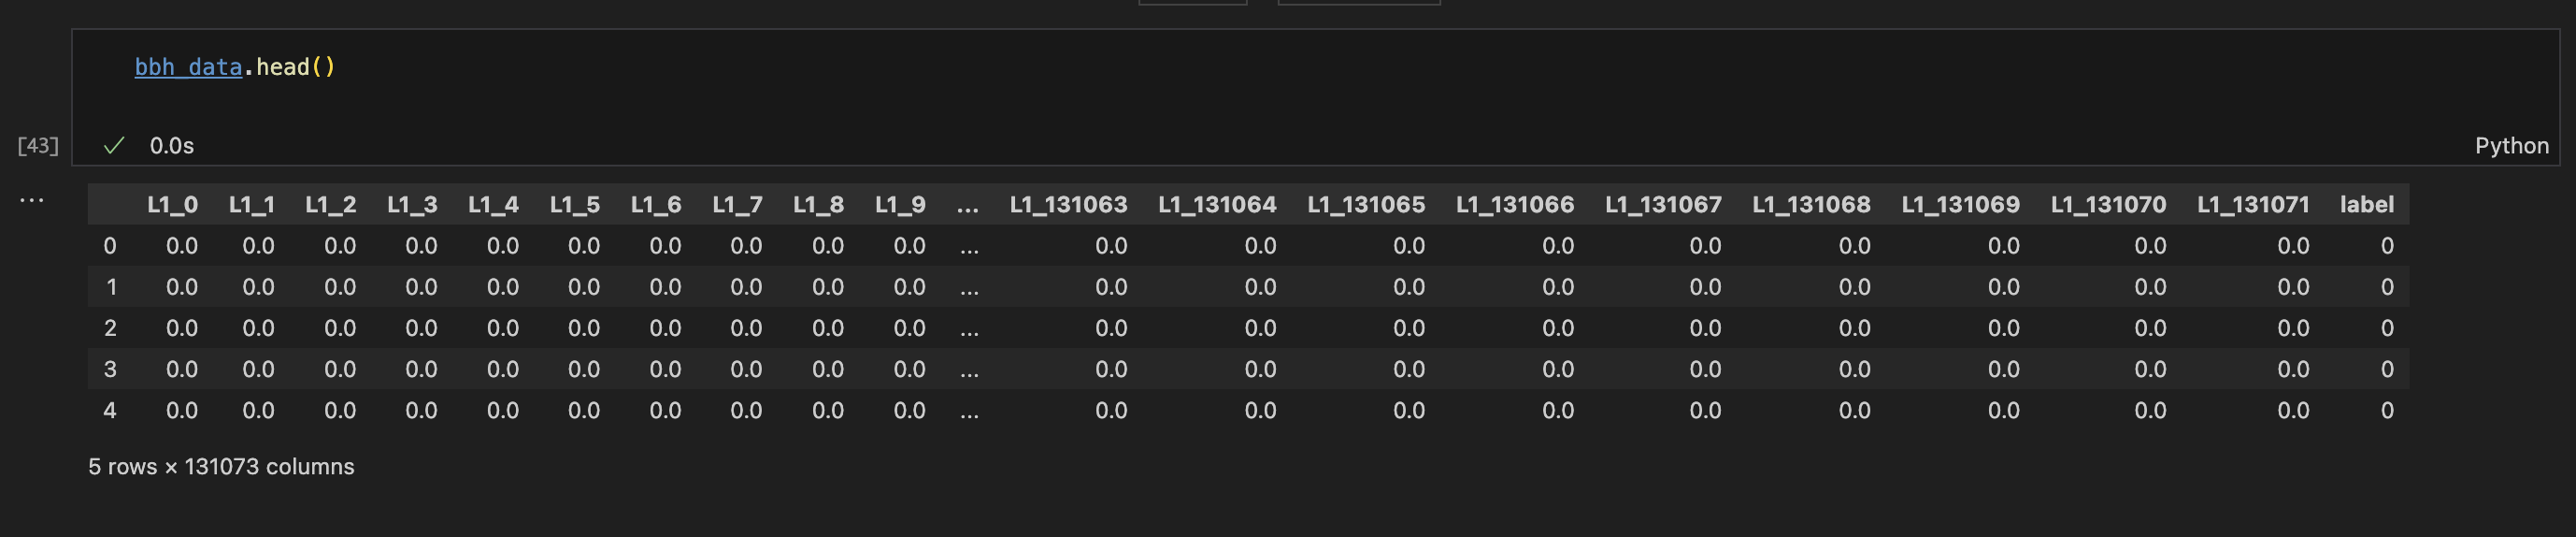 bbh_data.head()
[43] ✓ 0.0s Python
... L1_0 L1_1 L1_2 L1_3 L1_4 L1_5 L1_6 L1_7 L1_8 L1_9 ... L1_131063 L1_131064 L1_131065 L1_131066 L1_131067 L1_131068 L1_131069 L1_131070 L1_131071 label
0 0.0 0.0 0.0 0.0 0.0 0.0 0.0 0.0 0.0 0.0 ... 0.0 0.0 0.0 0.0 0.0 0.0 0.0 0.0 0.0 0
1 0.0 0.0 0.0 0.0 0.0 0.0 0.0 0.0 0.0 0.0 ... 0.0 0.0 0.0 0.0 0.0 0.0 0.0 0.0 0.0 0
2 0.0 0.0 0.0 0.0 0.0 0.0 0.0 0.0 0.0 0.0 ... 0.0 0.0 0.0 0.0 0.0 0.0 0.0 0.0 0.0 0
3 0.0 0.0 0.0 0.0 0.0 0.0 0.0 0.0 0.0 0.0 ... 0.0 0.0 0.0 0.0 0.0 0.0 0.0 0.0 0.0 0
4 0.0 0.0 0.0 0.0 0.0 0.0 0.0 0.0 0.0 0.0 ... 0.0 0.0 0.0 0.0 0.0 0.0 0.0 0.0 0.0 0
5 rows × 131073 columns